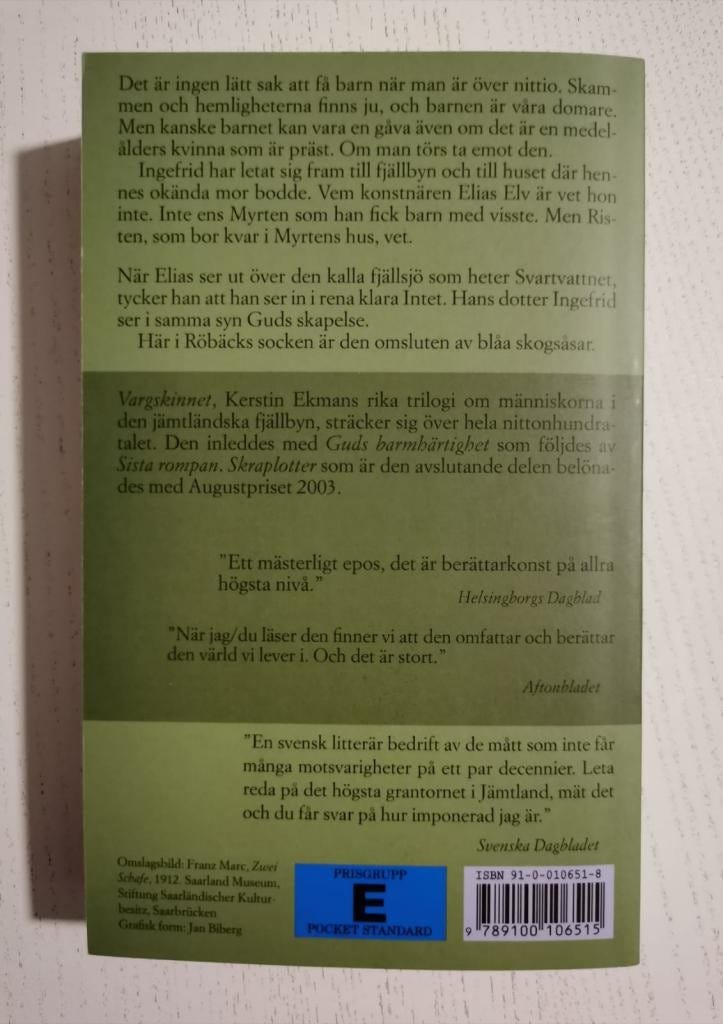 Det är ingen lätt sak att få barn när man är över nittio. Skam-
men och hemligheterna finns ju, och barnen är våra domare.
Men kanske barnet kan vara en gåva även om det är en medel-
ålders kvinna som är präst. Om man törs ta emot den.
Ingefrid har letat sig fram till fjällbyn och till huset där hen-
nes okända mor bodde. Vem konstnären Elias Elv är vet hon
inte. Inte ens Myrten som han fick barn med visste. Men Ris-
ten, som bor kvar i Myrtens hus, vet.
När Elias ser ut över den kalla fjällsjö som heter Svartvattnet,
tycker han att han ser in i rena klara Intet. Hans dotter Ingefrid
ser i samma syn Guds skapelse.
Här i Röbäcks socken är den omsluten av blåa skogsåsar.
Vargskinnet, Kerstin Ekmans rika trilogi om människorna i
den jämtländska fjällbyn, sträcker sig över hela nittonhundra-
talet. Den inleddes med Guds barmhärtighet som följdes av
Sista rompan. Skraplotter som är den avslutande delen belöna-
des med Augustpriset 2003.
"Ett mästerligt epos, det är berättarkonst på allra
högsta nivå."
Helsingborgs Dagblad
"När jag/du läser den finner vi att den omfattar och berättar
den värld vi lever i. Och det är stort."
Aftonbladet
"En svensk litterär bedrift av de mått som inte får
många motsvarigheter på ett par decennier. Leta
reda på det högsta grantornet i Jämtland, mät det
och du får svar på hur imponerad jag är."
Svenska Dagbladet
Omslagsbild: Franz Marc, Zwei
Schafe, 1912. Saarland Museum,
Stiftung Saarländischer Kultur-
besitz, Saarbrücken
Grafisk form: Jan Biberg
PRISGRUPP
E
POCKET STANDARD
ISBN 91-0-010651-8
9 789100 106515